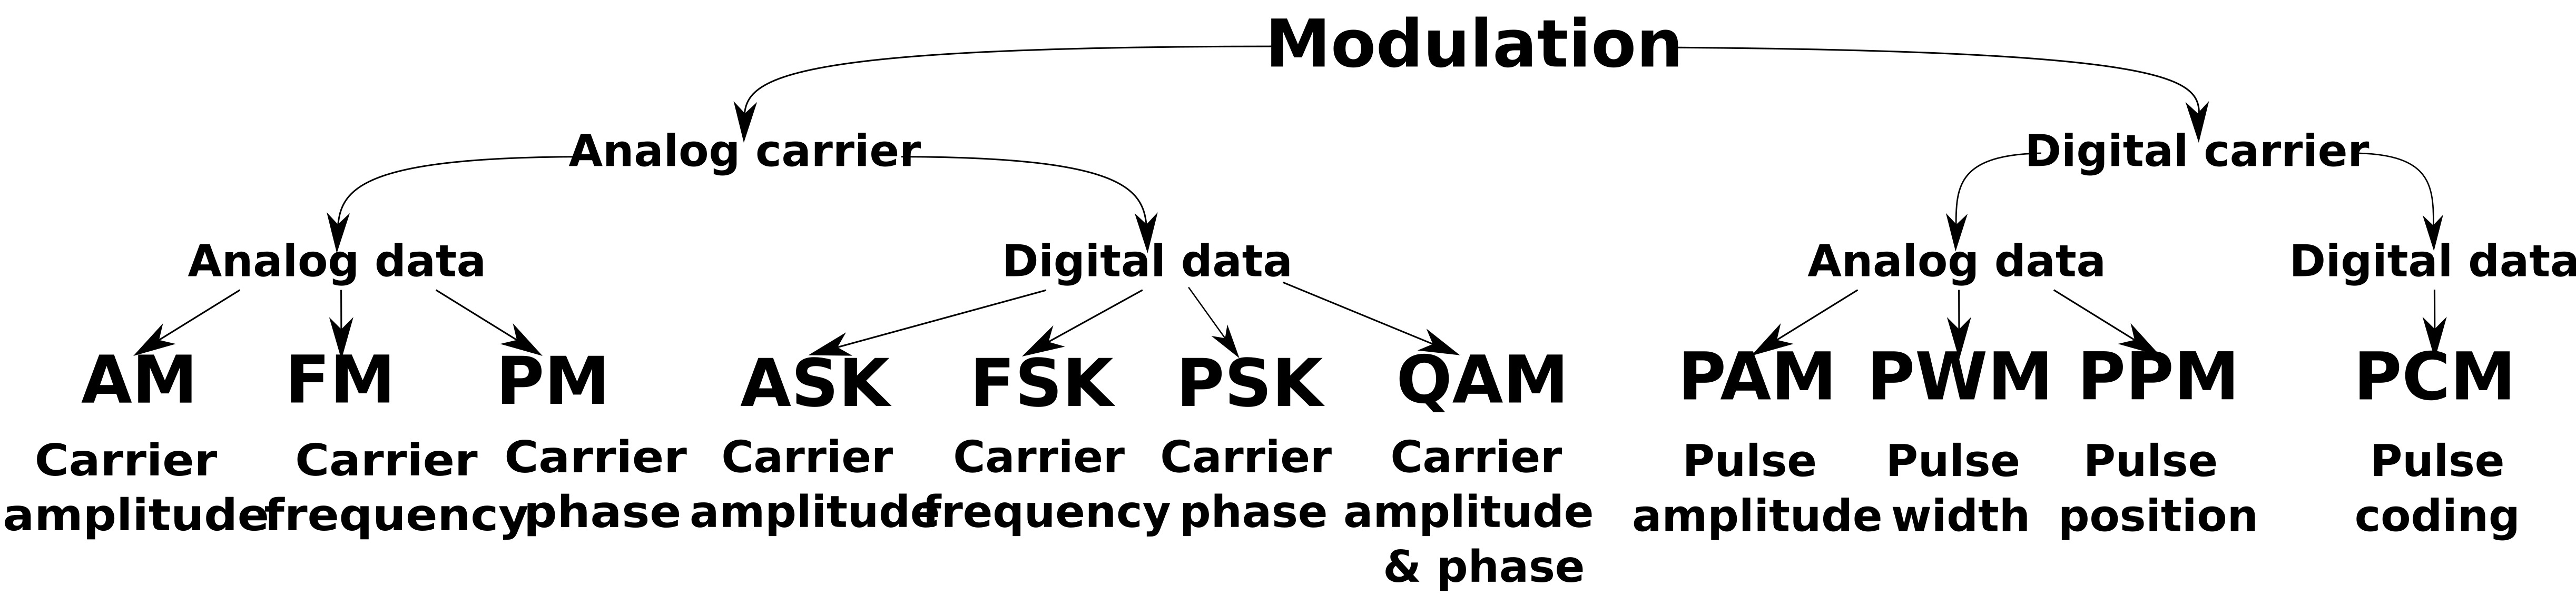 Modulation
Analog carrier
Digital carrier
Analog data
Digital data
Analog data
Digital data
AM
FM
PM
ASK
FSK
PSK
QAM
PAM
PWM
PPM
PCM
Carrier
amplitude
Carrier
frequency
Carrier
phase
Carrier
amplitude
Carrier
frequency
Carrier
phase
Carrier
amplitude
& phase
Pulse
amplitude
Pulse
width
Pulse
position
Pulse
coding